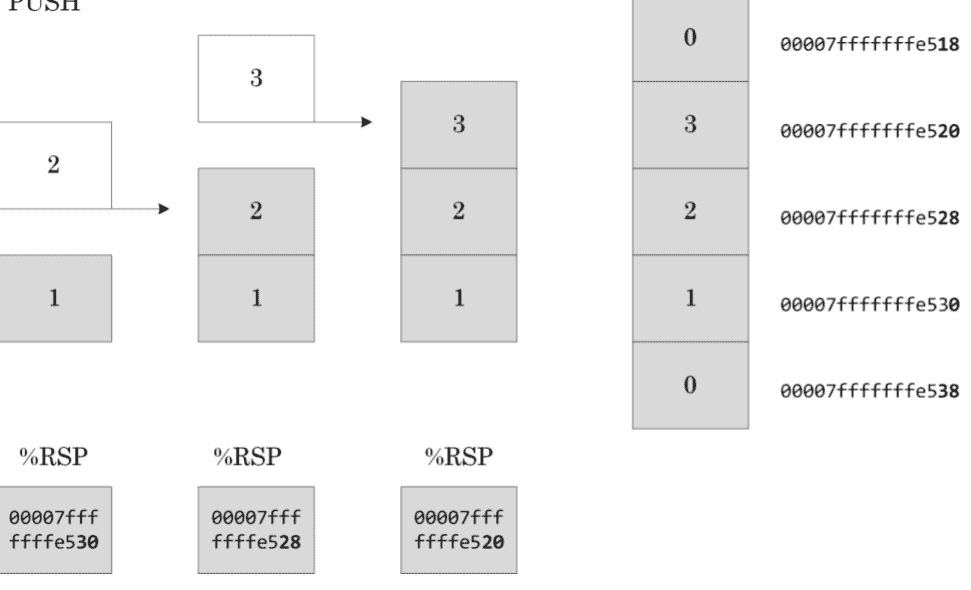 PUSH
0 00007fffffffe518
3
3 3 00007fffffffe520
2
2 2 2 00007fffffffe528
1 1 1 1 00007fffffffe530
0 00007fffffffe538
%RSP %RSP %RSP
00007fff 00007fff 00007fff
ffffe530 ffffe528 ffffe520